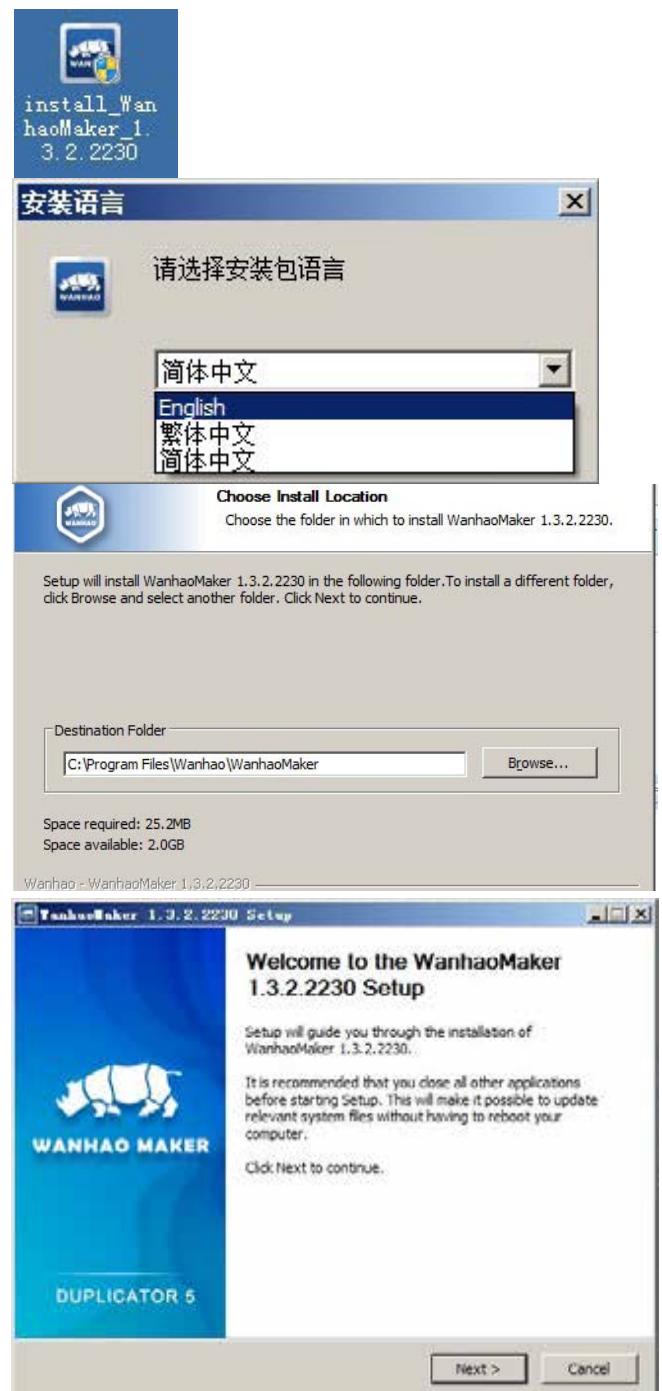 WANHAO
install_Wan
haoMaker_1.
3.2.2230
安装语言
请选择安装包语言
WANHAO
简体中文
English
繁体中文
简体中文
WANHAO
Choose Install Location
Choose the folder in which to install WanhaoMaker 1.3.2.2230.
Setup will install WanhaoMaker 1.3.2.2230 in the following folder.To install a different folder,
click Browse and select another folder. Click Next to continue.
Destination Folder
C:\Program Files\Wanhao\WanhaoMaker
Browse...
Space required: 25.2MB
Space available: 2.0GB
Wanhao - WanhaoMaker 1.3.2.2230
WanhaoMaker 1.3.2.2230 Setup
Welcome to the WanhaoMaker
1.3.2.2230 Setup
Setup will guide you through the installation of
WanhaoMaker 1.3.2.2230.
It is recommended that you close all other applications
before starting Setup. This will make it possible to update
relevant system files without having to reboot your
computer.
Click Next to continue.
WANHAO MAKER
DUPLICATOR 5
Next >
Cancel